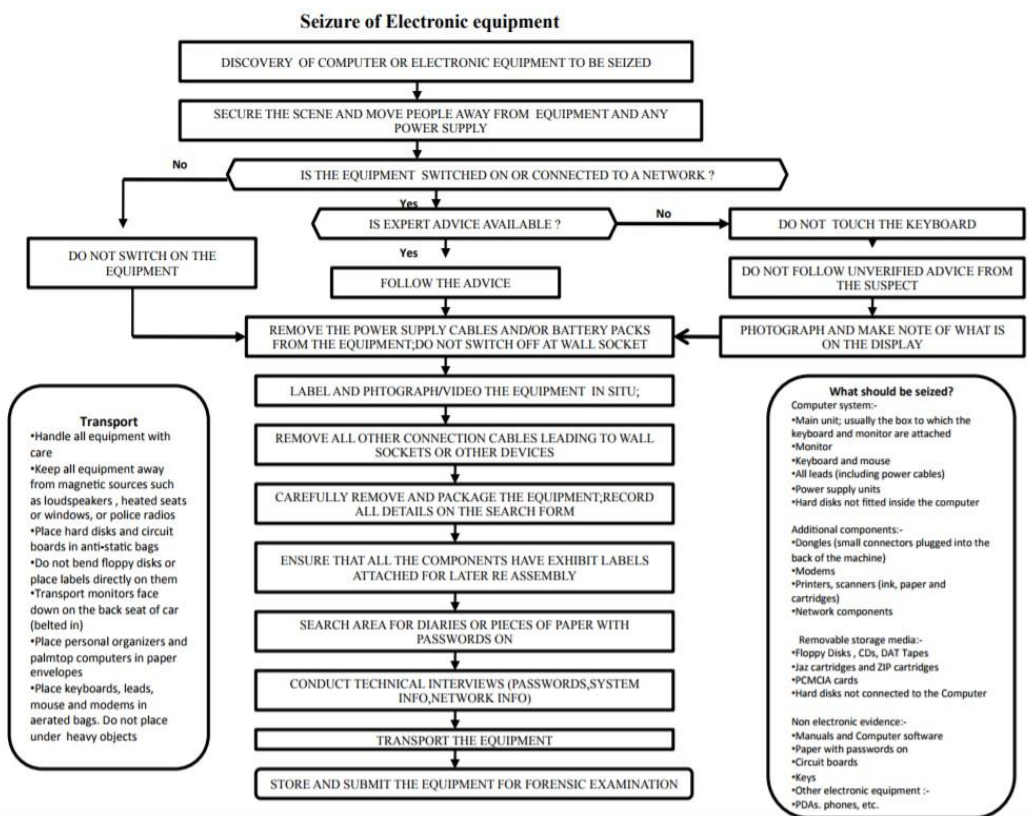 Seizure of Electronic equipment
DISCOVERY OF COMPUTER OR ELECTRONIC EQUIPMENT TO BE SEIZED
SECURE THE SCENE AND MOVE PEOPLE AWAY FROM EQUIPMENT AND ANY
POWER SUPPLY
No
IS THE EQUIPMENT SWITCHED ON OR CONNECTED TO A NETWORK ?
Yes
IS EXPERT ADVICE AVAILABLE ?
No
DO NOT TOUCH THE KEYBOARD
DO NOT SWITCH ON THE
EQUIPMENT
Yes
FOLLOW THE ADVICE
DO NOT FOLLOW UNVERIFIED ADVICE FROM
THE SUSPECT
REMOVE THE POWER SUPPLY CABLES AND/OR BATTERY PACKS
FROM THE EQUIPMENT;DO NOT SWITCH OFF AT WALL SOCKET
PHOTOGRAPH AND MAKE NOTE OF WHAT IS
ON THE DISPLAY
LABEL AND PHTOGRAPH/VIDEO THE EQUIPMENT IN SITU;
REMOVE ALL OTHER CONNECTION CABLES LEADING TO WALL
SOCKETS OR OTHER DEVICES
CAREFULLY REMOVE AND PACKAGE THE EQUIPMENT;RECORD
ALL DETAILS ON THE SEARCH FORM
ENSURE THAT ALL THE COMPONENTS HAVE EXHIBIT LABELS
ATTACHED FOR LATER RE ASSEMBLY
SEARCH AREA FOR DIARIES OR PIECES OF PAPER WITH
PASSWORDS ON
CONDUCT TECHNICAL INTERVIEWS (PASSWORDS,SYSTEM
INFO,NETWORK INFO)
TRANSPORT THE EQUIPMENT
STORE AND SUBMIT THE EQUIPMENT FOR FORENSIC EXAMINATION
Transport
•Handle all equipment with
care
•Keep all equipment away
from magnetic sources such
as loudspeakers , heated seats
or windows, or police radios
•Place hard disks and circuit
boards in anti-static bags
•Do not bend floppy disks or
place labels directly on them
•Transport monitors face
down on the back seat of car
(belted in)
•Place personal organizers and
palmtop computers in paper
envelopes
•Place keyboards, leads,
mouse and modems in
aerated bags. Do not place
under heavy objects
What should be seized?
Computer system:-
•Main unit; usually the box to which the
keyboard and monitor are attached
•Monitor
•Keyboard and mouse
•All leads (including power cables)
•Power supply units
•Hard disks not fitted inside the computer
Additional components:-
•Dongles (small connectors plugged into the
back of the machine)
•Modems
•Printers, scanners (ink, paper and
cartridges)
•Network components
Removable storage media:-
•Floppy Disks , CDs, DAT Tapes
•Jaz cartridges and ZIP cartridges
•PCMCIA cards
•Hard disks not connected to the Computer
Non electronic evidence:-
•Manuals and Computer software
•Paper with passwords on
•Circuit boards
•Keys
•Other electronic equipment :-
•PDAs. phones, etc.